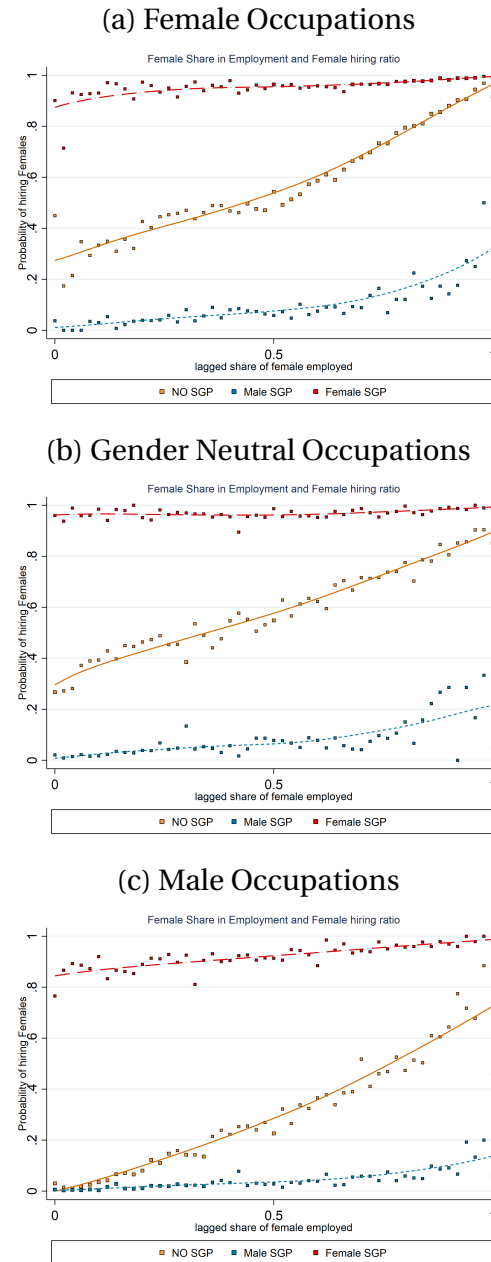 (a) Female Occupations
Female Share in Employment and Female hiring ratio
Probability of hiring Females
0 .2 .4 .6 .8 1
0 0.5 1
lagged share of female employed
NO SGP Male SGP Female SGP
(b) Gender Neutral Occupations
Female Share in Employment and Female hiring ratio
Probability of hiring Females
0 .2 .4 .6 .8 1
0 0.5 1
lagged share of female employed
NO SGP Male SGP Female SGP
(c) Male Occupations
Female Share in Employment and Female hiring ratio
Probability of hiring Females
0 .2 .4 .6 .8 1
0 0.5 1
lagged share of female employed
NO SGP Male SGP Female SGP